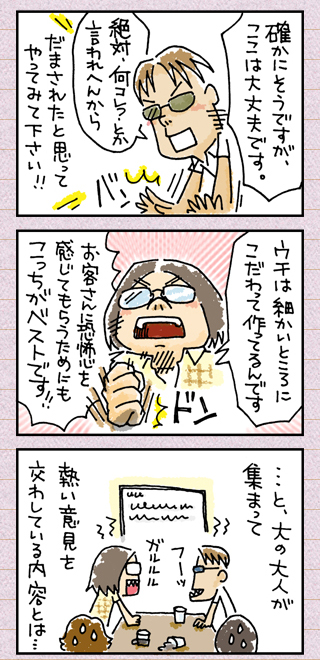 確かにそうですが、
ここは大丈夫です。
絶対、何コレ?とか
言われへんから
だまされたと思って
やってみて下さい!!
バン
ウチは細かいところに
こだわって作ってるんです
お客さんに恐怖心を
感じてもらうためにも
こっちがベストです!!
ドン
…と、大の大人が
集まって
フーッ
ガルルル
熱い意見を
交わしている内容とは…